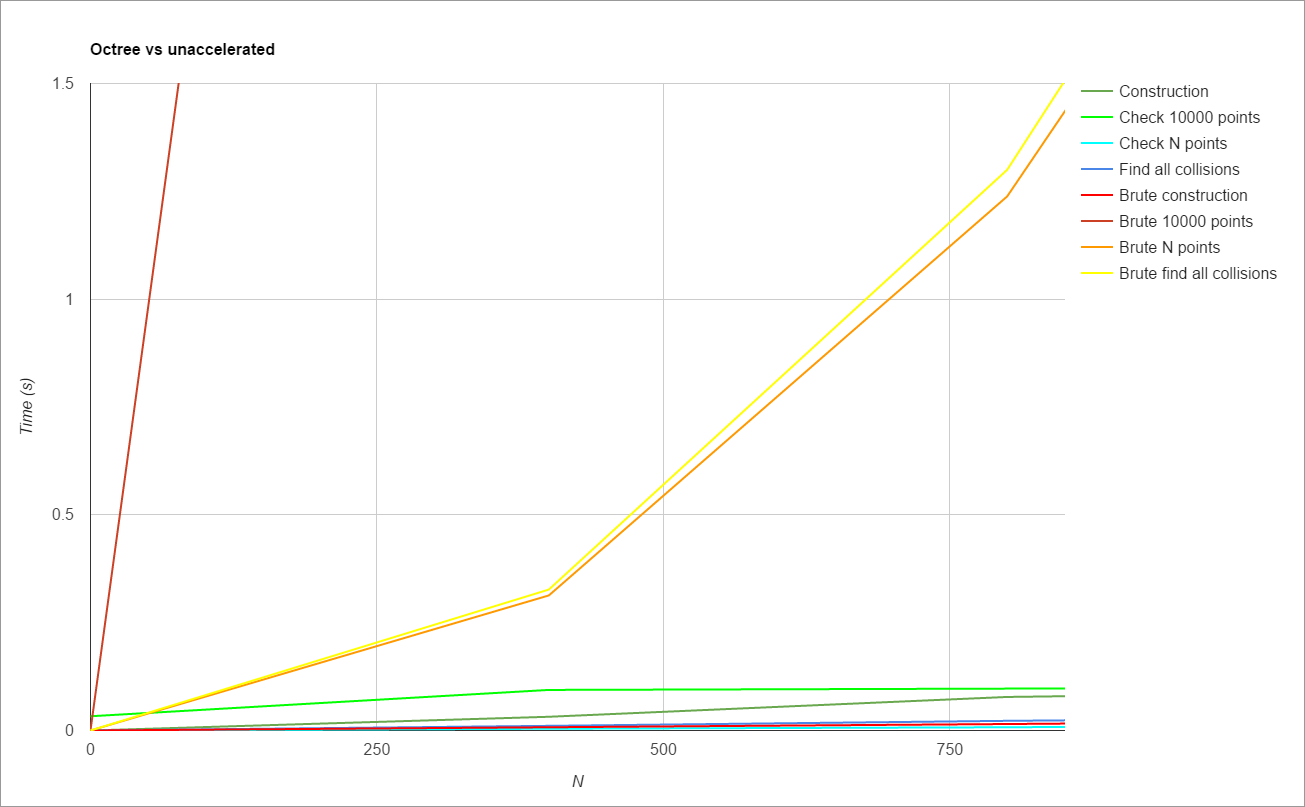 Octree vs unaccelerated
1.5
1
0.5
0
Time (s)
0
250
500
750
N
Construction
Check 10000 points
Check N points
Find all collisions
Brute construction
Brute 10000 points
Brute N points
Brute find all collisions